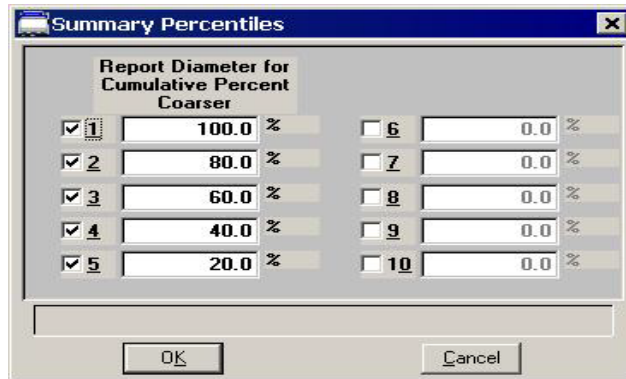 Summary Percentiles
Report Diameter for
Cumulative Percent
Coarser
1 100.0 % 6 0.0 %
2 80.0 % 7 0.0 %
3 60.0 % 8 0.0 %
4 40.0 % 9 0.0 %
5 20.0 % 10 0.0 %
OK Cancel